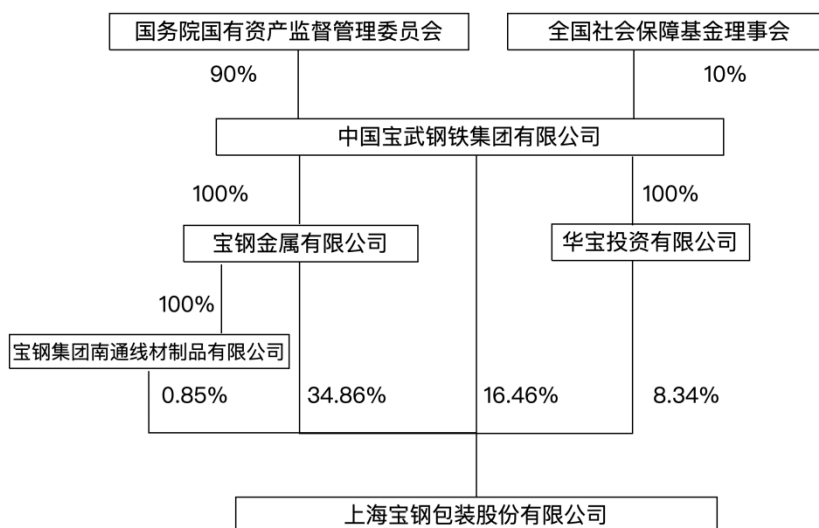 国务院国有资产监督管理委员会
全国社会保障基金理事会
90%
10%
中国宝武钢铁集团有限公司
100%
100%
宝钢金属有限公司
华宝投资有限公司
100%
宝钢集团南通线材制品有限公司
0.85%
34.86%
16.46%
8.34%
上海宝钢包装股份有限公司